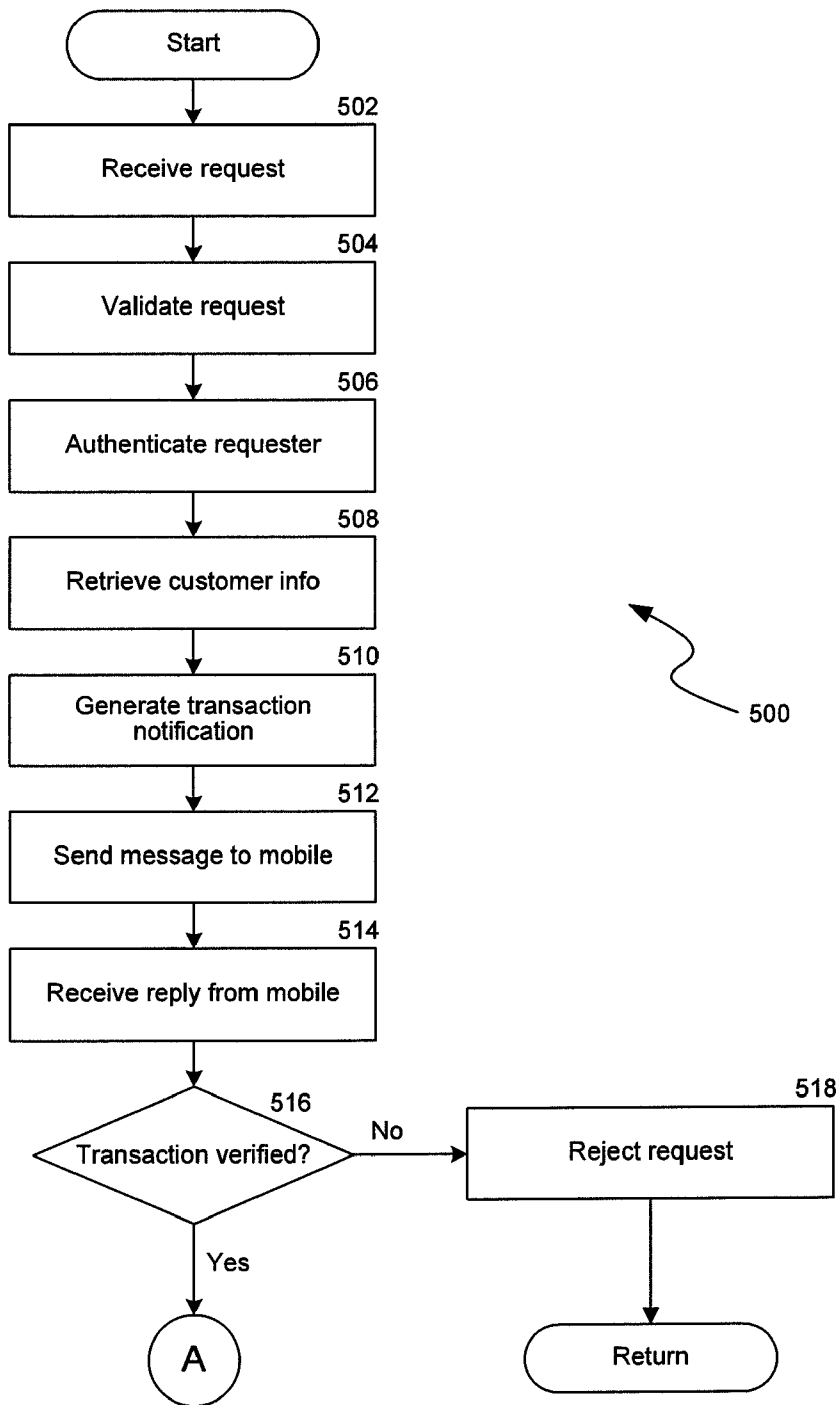 Start
502
Receive request
504
Validate request
506
Authenticate requester
508
Retrieve customer info
510
Generate transaction
notification
500
512
Send message to mobile
514
Receive reply from mobile
516
Transaction verified?
No
518
Reject request
Yes
A
Return